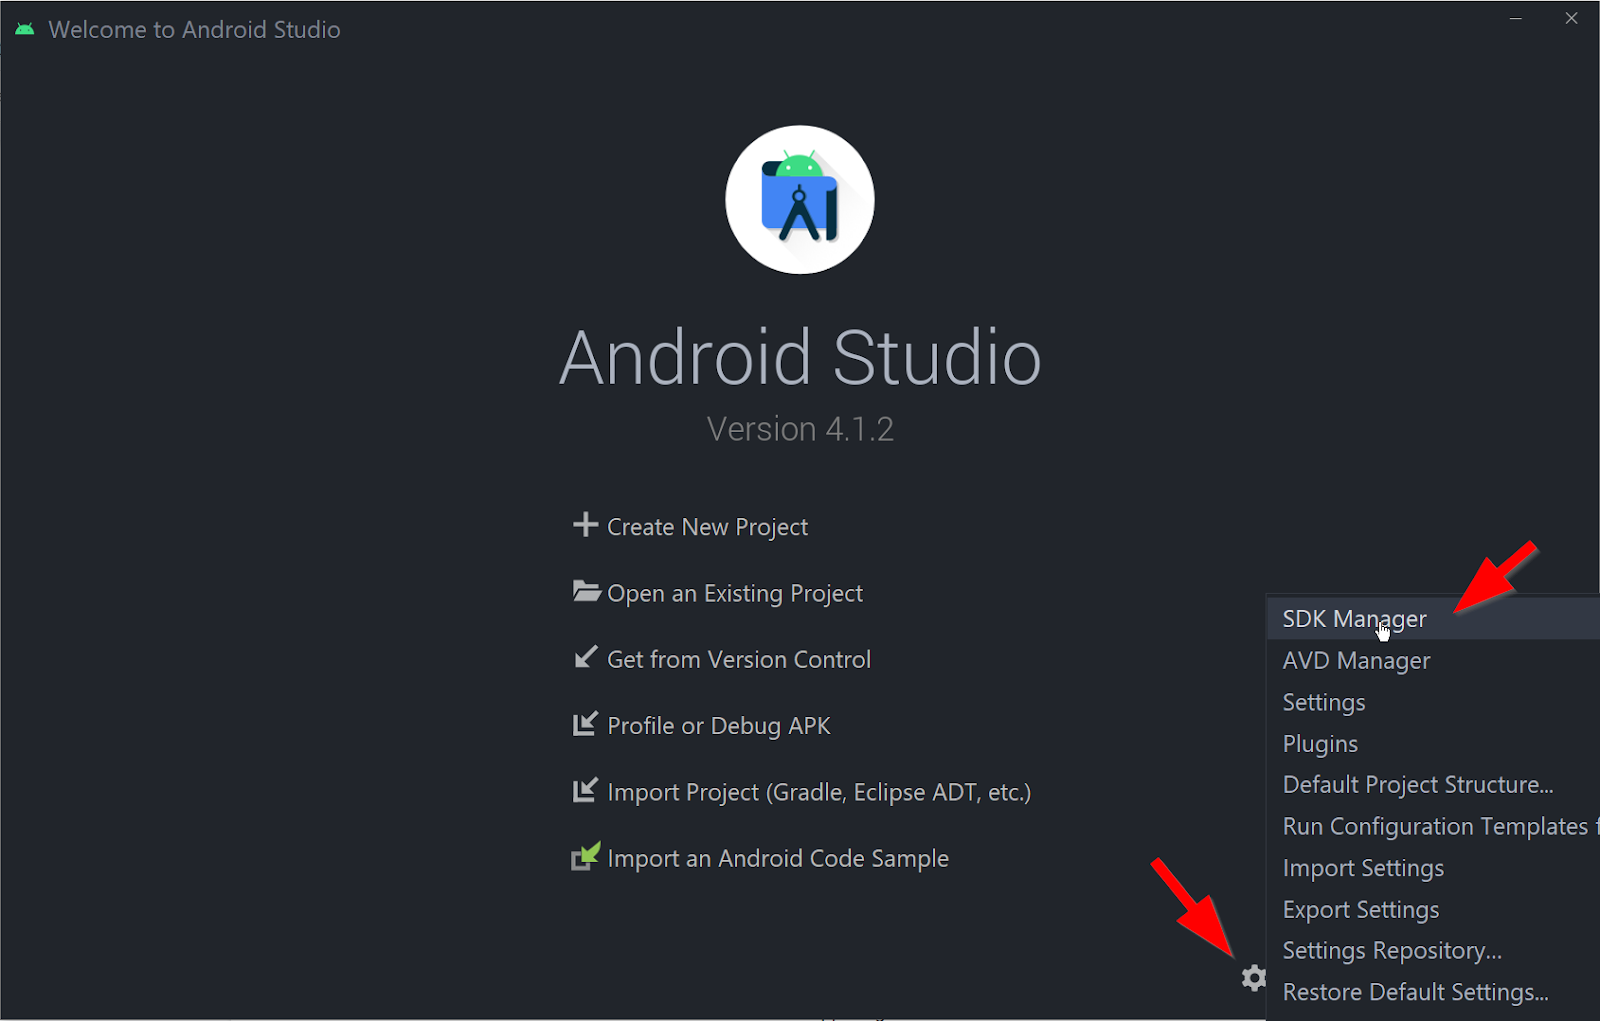 Welcome to Android Studio
Android Studio
Version 4.1.2
Create New Project
Open an Existing Project
Get from Version Control
Profile or Debug APK
Import Project (Gradle, Eclipse ADT, etc.)
Import an Android Code Sample
SDK Manager
AVD Manager
Settings
Plugins
Default Project Structure...
Run Configuration Templates
Import Settings
Export Settings
Settings Repository...
Restore Default Settings...